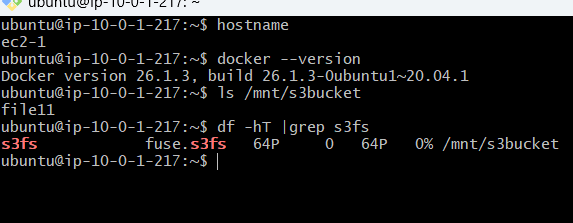 ubuntu@ip-10-0-1-217: ~
ubuntu@ip-10-0-1-217:~$ hostname
ec2-1
ubuntu@ip-10-0-1-217:~$ docker --version
Docker version 26.1.3, build 26.1.3-0ubuntu1~20.04.1
ubuntu@ip-10-0-1-217:~$ ls /mnt/s3bucket
file11
ubuntu@ip-10-0-1-217:~$ df -hT |grep s3fs
s3fs           fuse.s3fs   64P     0   64P   0% /mnt/s3bucket
ubuntu@ip-10-0-1-217:~$